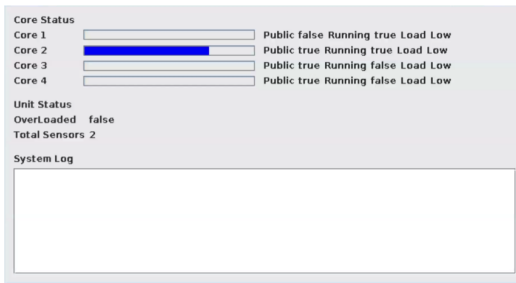 Core Status
Core 1 Public false Running true Load Low
Core 2 Public true Running true Load Low
Core 3 Public true Running false Load Low
Core 4 Public true Running false Load Low
Unit Status
OverLoaded false
Total Sensors 2
System Log